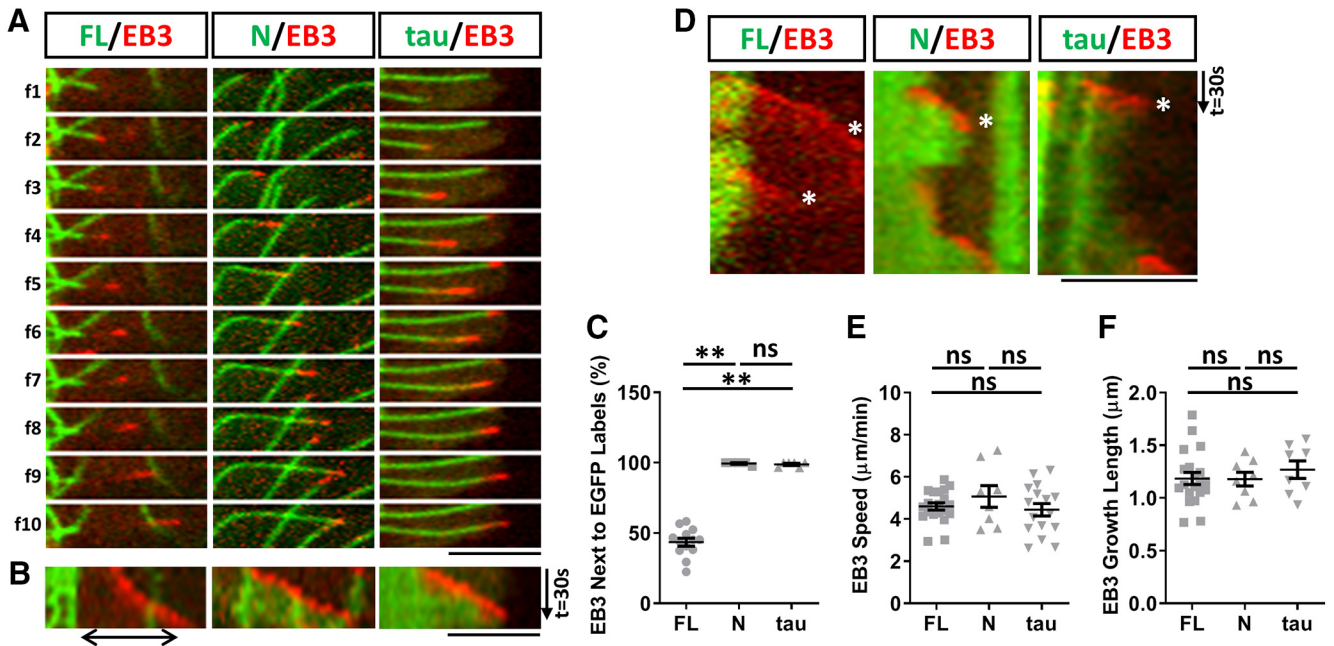 A
FL/EB3
N/EB3
tau/EB3
f1
f2
f3
f4
f5
f6
f7
f8
f9
f10
B
t=30s
D
FL/EB3
N/EB3
tau/EB3
*
*
*
*
t=30s
C
** ns
**
EB3 Next to EGFP Labels (%)
150
100
50
0
FL N tau
E
ns ns
ns
EB3 Speed (μm/min)
10
8
6
4
2
0
FL N tau
F
ns ns
ns
EB3 Growth Length (μm)
2.0
1.5
1.0
0.5
0.0
FL N tau